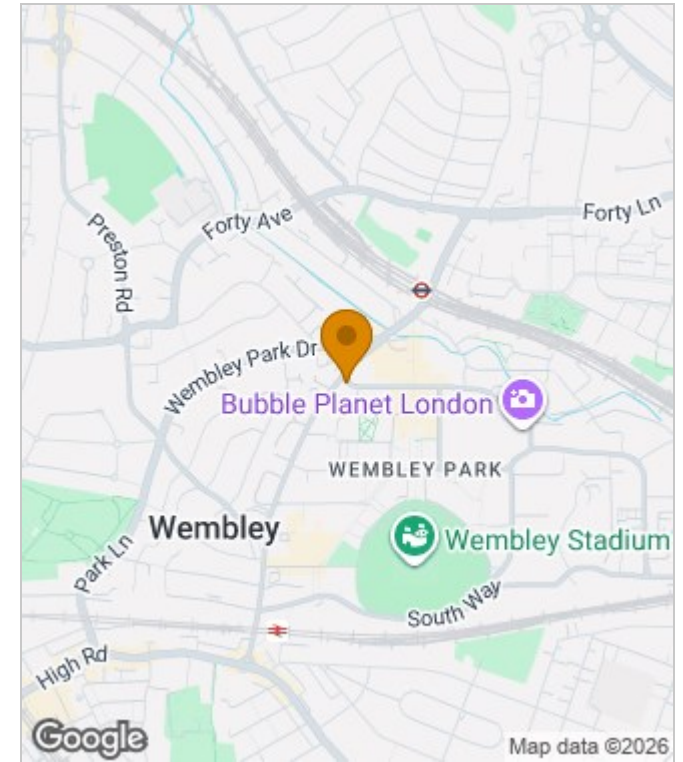 Forty Ave
Forty Ln
Preston Rd
Wembley Park Dr
Bubble Planet London
WEMBLEY PARK
Wembley
Wembley Stadium
Park Ln
South Way
High Rd
Google
Map data ©2026